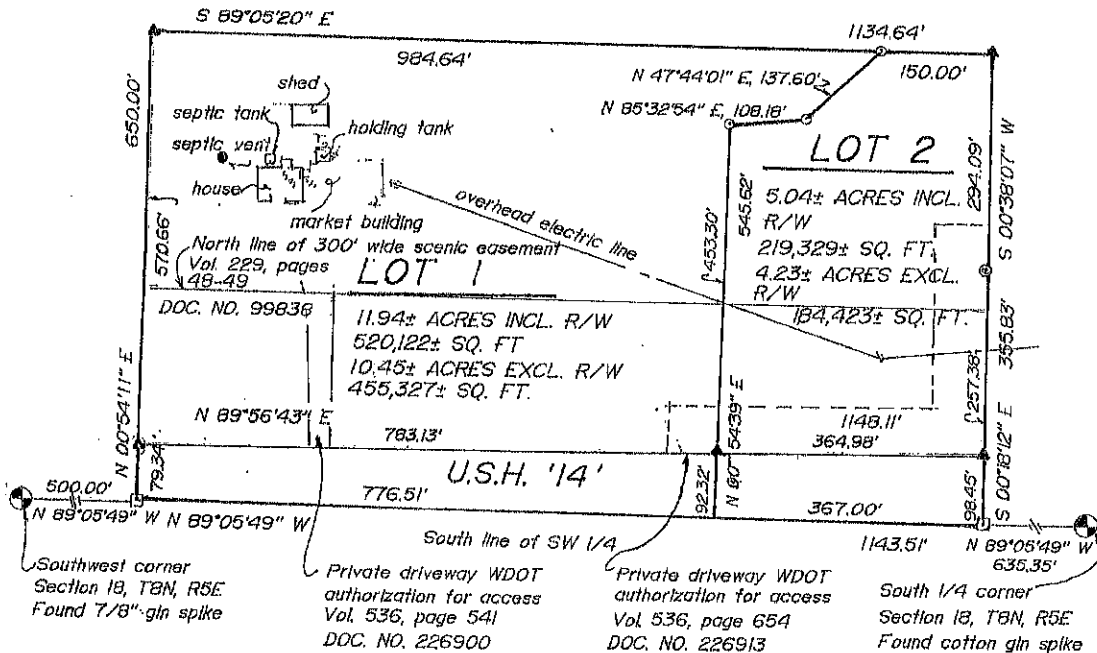 S 89°05'20" E
1134.64'
984.64'
150.00'
N 47°44'01" E, 137.60'
N 85°32'54" E, 108.18'
650.00'
shed
septic tank
holding tank
septic vent
house
market building
overhead electric line
LOT 2
5.04± ACRES INCL.
R/W
219,329± SQ. FT.
4.23± ACRES EXCL.
R/W
184,423± SQ. FT.
294.09'
S 00°38'07" W
545.62'
453.30'
570.66'
North line of 300' wide scenic easement
Vol. 229, pages
48-49
DOC. NO. 99838
LOT 1
11.94± ACRES INCL. R/W
520,122± SQ. FT
10.45± ACRES EXCL. R/W
455,327± SQ. FT.
355.83'
257.38'
N 00°54'11" E
N 89°56'43" E
783.13'
1148.11'
364.98'
79.34'
U.S.H. '14'
92.32'
98.45'
S 00°18'12" E
500.00'
776.51'
367.00'
N 89°05'49" W
N 89°05'49" W
South line of SW 1/4
1143.51'
N 89°05'49" W
635.35'
Southwest corner
Section 18, T8N, R5E
Found 7/8" gin spike
Private driveway WDOT
authorization for access
Vol. 536, page 541
DOC. NO. 226900
Private driveway WDOT
authorization for access
Vol. 536, page 654
DOC. NO. 226913
South 1/4 corner
Section 18, T8N, R5E
Found cotton gin spike